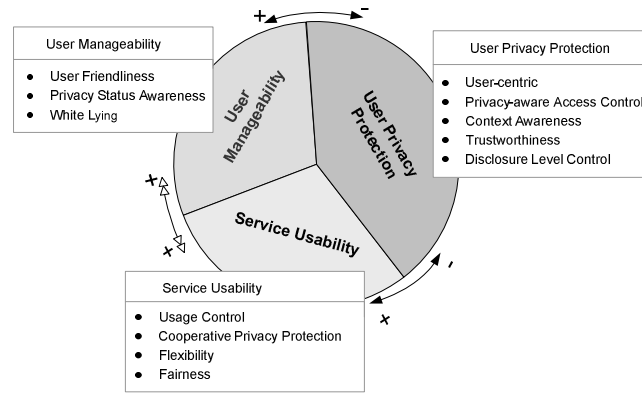 +
-
User Manageability
User Friendliness
Privacy Status Awareness
White Lying
User Privacy Protection
User-centric
Privacy-aware Access Control
Context Awareness
Trustworthiness
Disclosure Level Control
User
Manageability
User Privacy
Protection
+
+
Service Usability
-
+
Service Usability
Usage Control
Cooperative Privacy Protection
Flexibility
Fairness